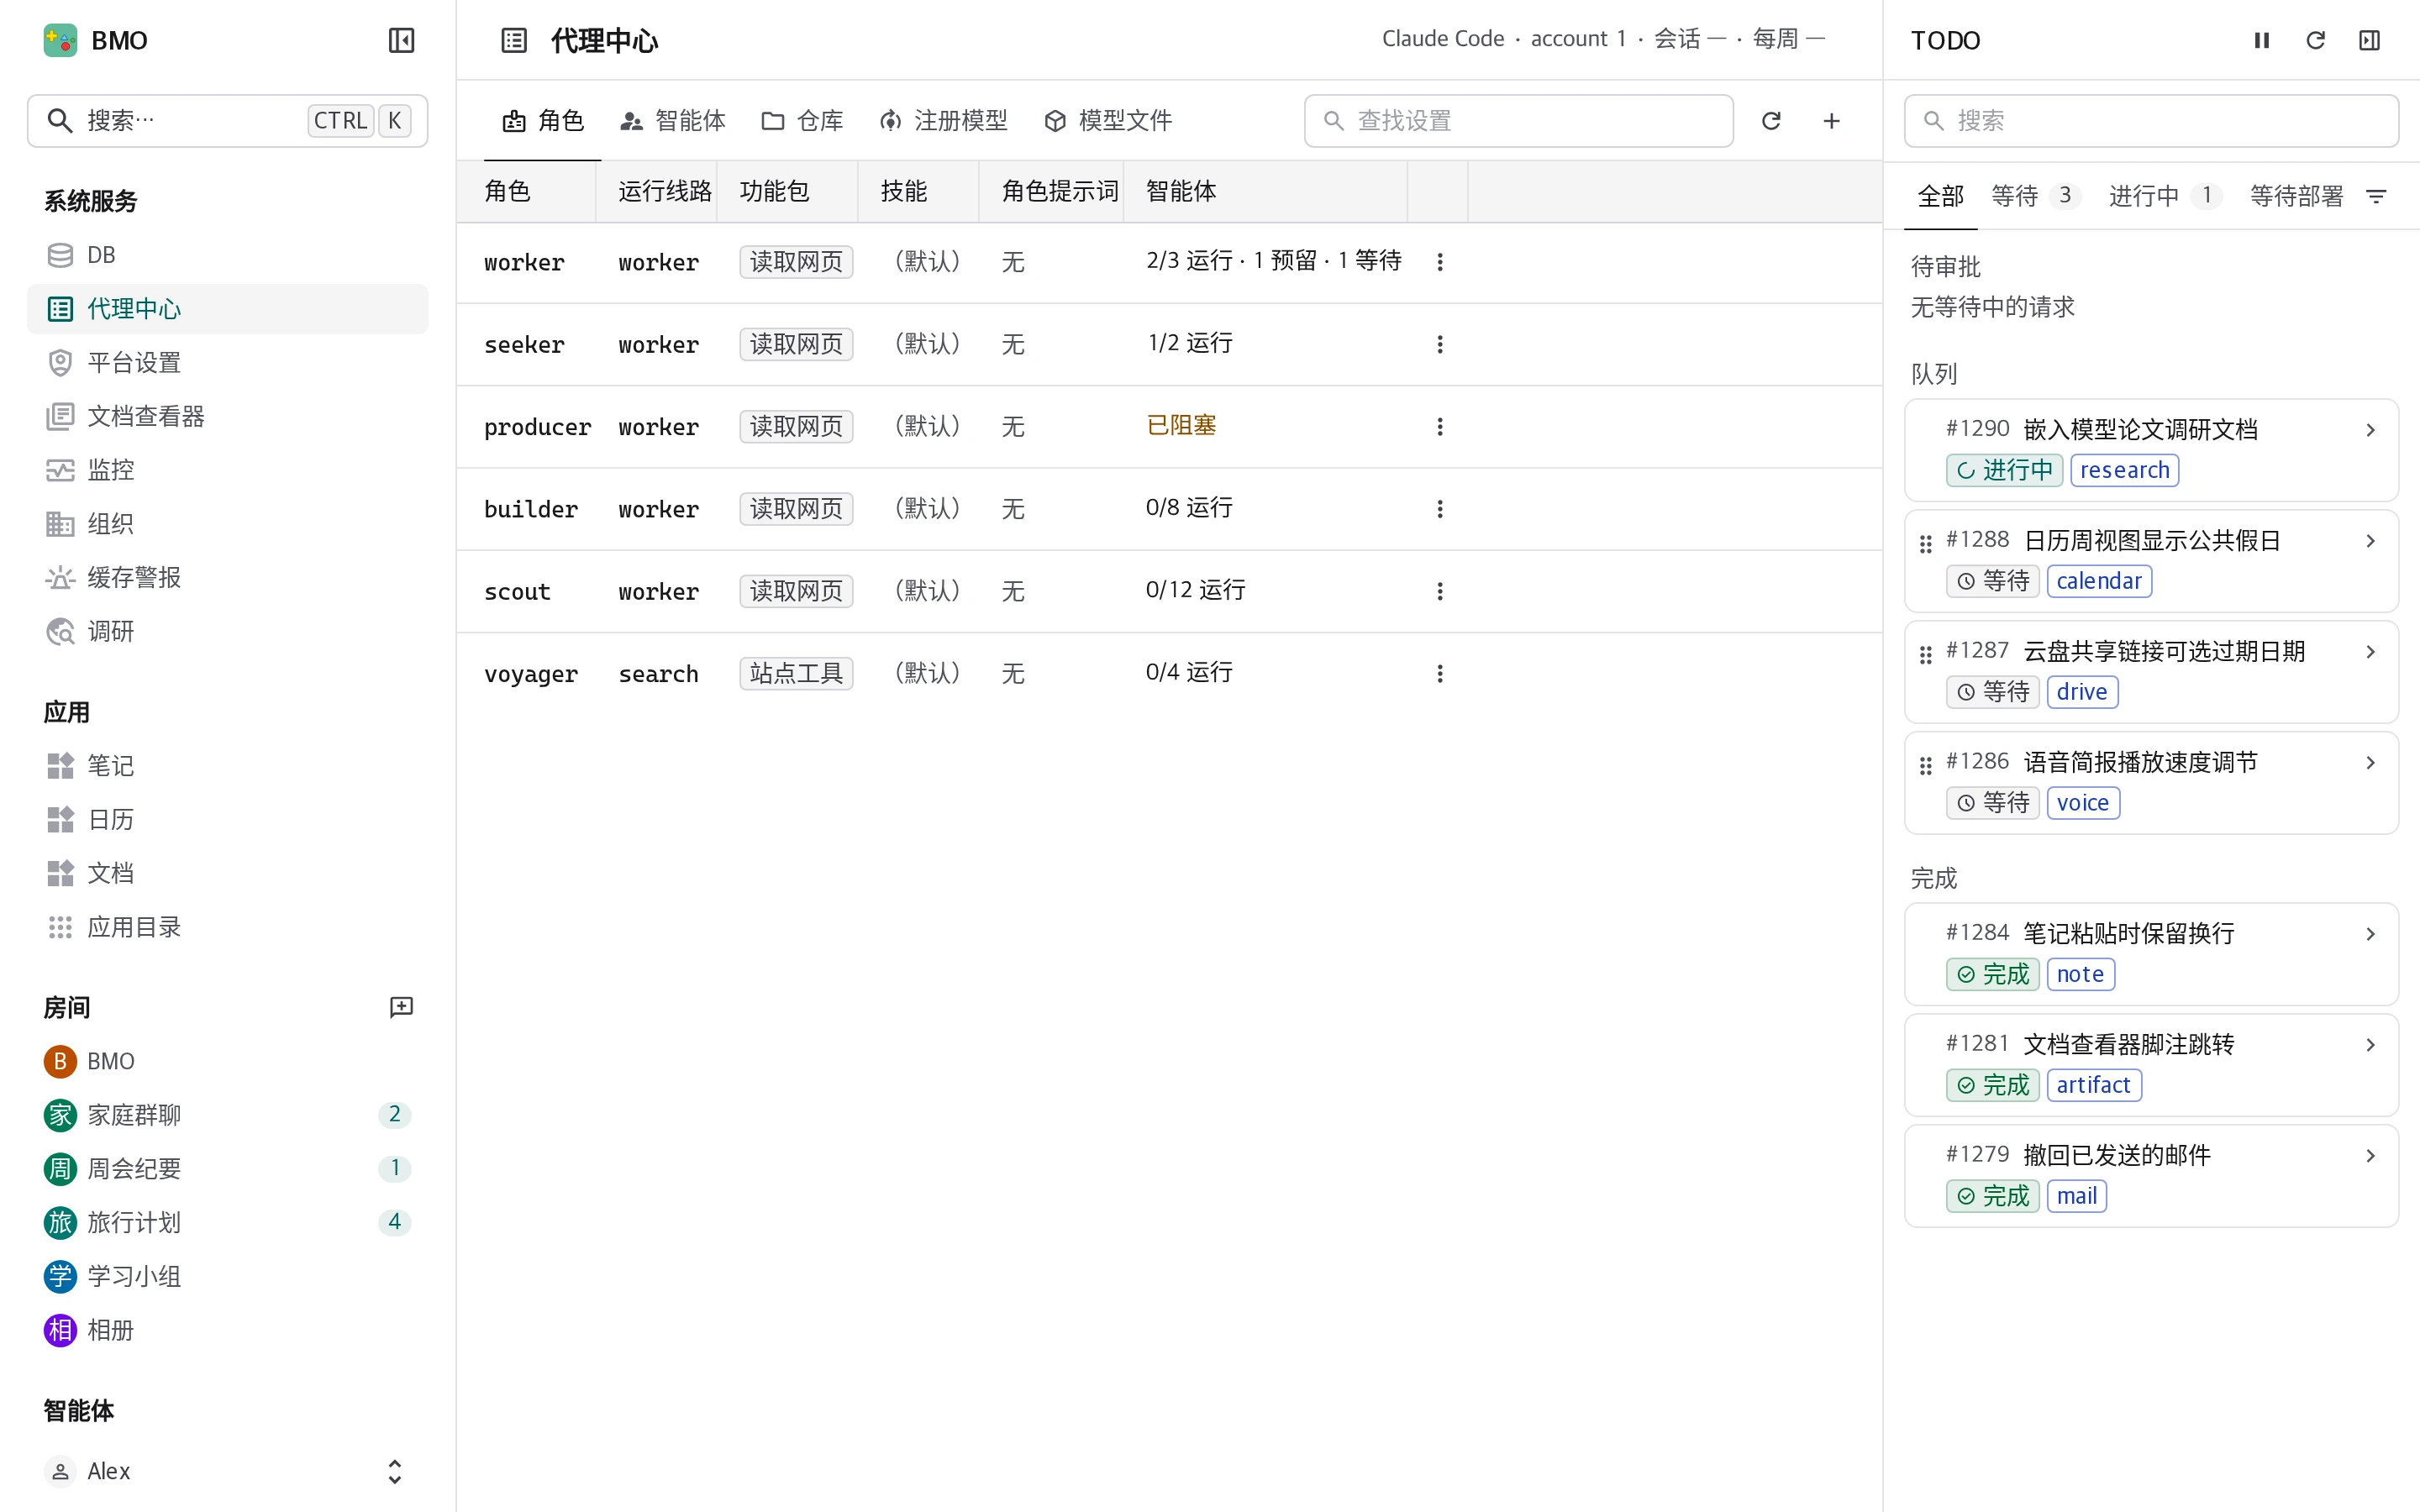 BMO
搜索… CTRL K
系统服务
DB
代理中心
平台设置
文档查看器
监控
组织
缓存警报
调研
应用
笔记
日历
文档
应用目录
房间
B BMO
家 家庭群聊 2
周 周会纪要 1
旅 旅行计划 4
学 学习小组
相 相册
智能体
Alex
代理中心 Claude Code · account 1 · 会话 — · 每周 —
角色 智能体 仓库 注册模型 模型文件 查找设置
角色 运行线路 功能包 技能 角色提示词 智能体
worker worker 读取网页 （默认） 无 2/3 运行 · 1 预留 · 1 等待
seeker worker 读取网页 （默认） 无 1/2 运行
producer worker 读取网页 （默认） 无 已阻塞
builder worker 读取网页 （默认） 无 0/8 运行
scout worker 读取网页 （默认） 无 0/12 运行
voyager search 站点工具 （默认） 无 0/4 运行
TODO
搜索
全部 等待 3 进行中 1 等待部署
待审批
无等待中的请求
队列
#1290 嵌入模型论文调研文档
进行中 research
#1288 日历周视图显示公共假日
等待 calendar
#1287 云盘共享链接可选过期日期
等待 drive
#1286 语音简报播放速度调节
等待 voice
完成
#1284 笔记粘贴时保留换行
完成 note
#1281 文档查看器脚注跳转
完成 artifact
#1279 撤回已发送的邮件
完成 mail